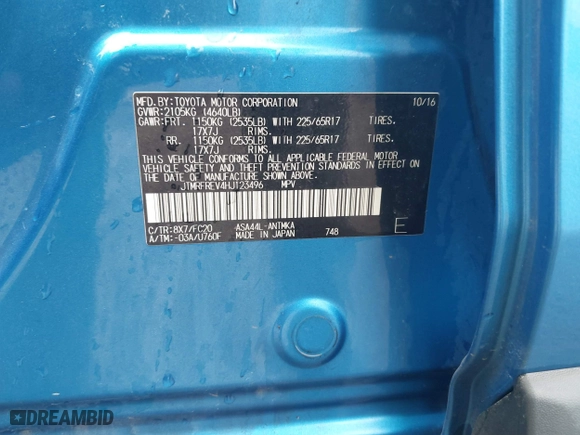 MFD.BY:TOYOTA MOTOR CORPORATION 10/16
GVWR:2105KG (4640LB)
GAWR:FRT. 1150KG (2535LB) WITH 225/65R17 TIRES,
17X7J RIMS.
RR. 1150KG (2535LB) WITH 225/65R17 TIRES,
17X7J RIMS.
THIS VEHICLE CONFORMS TO ALL APPLICABLE FEDERAL MOTOR
VEHICLE SAFETY AND BUMPER STANDARDS IN EFFECT ON
THE DATE OF MANUFACTURE SHOWN ABOVE.
JTMRFREV4HJ123496 MPV
C/TR:8X7/FC20 ASA44L-ANTMKA
A/TM:-03A/U760F MADE IN JAPAN 748 E
DREAMBID